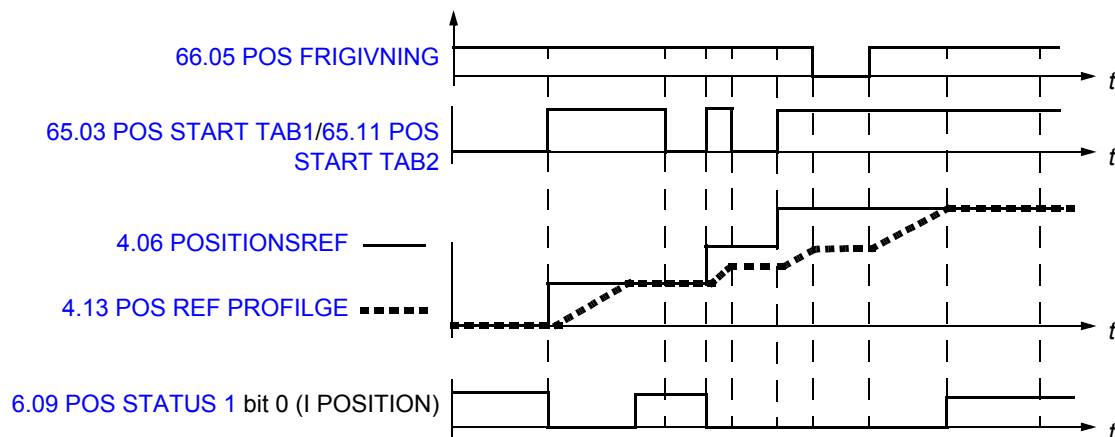 66.05 POS FRIGIVNING
t
65.03 POS START TAB1/65.11 POS
START TAB2
t
4.06 POSITIONSREF
4.13 POS REF PROFILGE
t
6.09 POS STATUS 1 bit 0 (I POSITION)
t